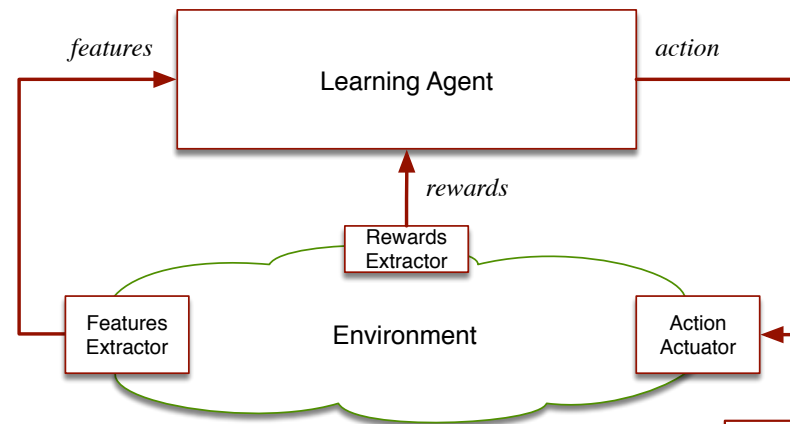 features
action
Learning Agent
rewards
Rewards
Extractor
Features
Extractor
Environment
Action
Actuator